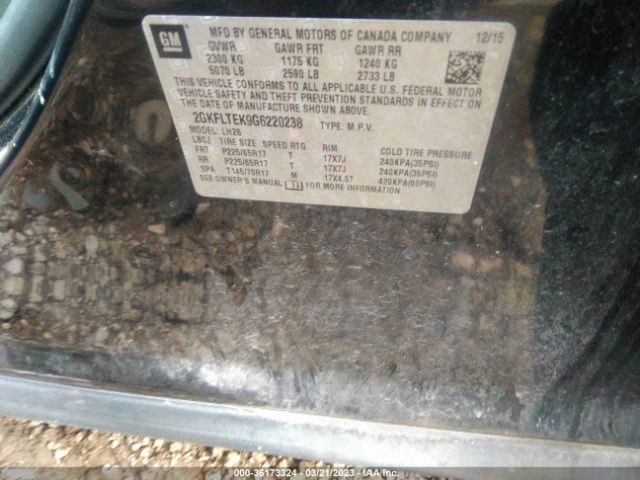 GM
MFD BY GENERAL MOTORS OF CANADA COMPANY 12/15
GVWR GAWR FRT GAWR RR
2300 KG 1175 KG 1240 KG
5070 LB 2590 LB 2733 LB
THIS VEHICLE CONFORMS TO ALL APPLICABLE U.S. FEDERAL MOTOR
VEHICLE SAFETY AND THEFT PREVENTION STANDARDS IN EFFECT ON
THE DATE OF MANUFACTURE SHOWN ABOVE.
2GKFLTEK9G6220238 TYPE: M.P.V.
MODEL: LH26
LBCJ TIRE SIZE SPEED RTG RIM COLD TIRE PRESSURE
FRT P225/65R17 T 17X7J 240KPA(35PSI)
RR P225/65R17 T 17X7J 240KPA(35PSI)
SPA T145/70R17 M 17X4.5T 420KPA(60PSI)
SEE OWNER'S MANUAL FOR MORE INFORMATION.
000-36173324 - 03/21/2023 - IAA Inc.